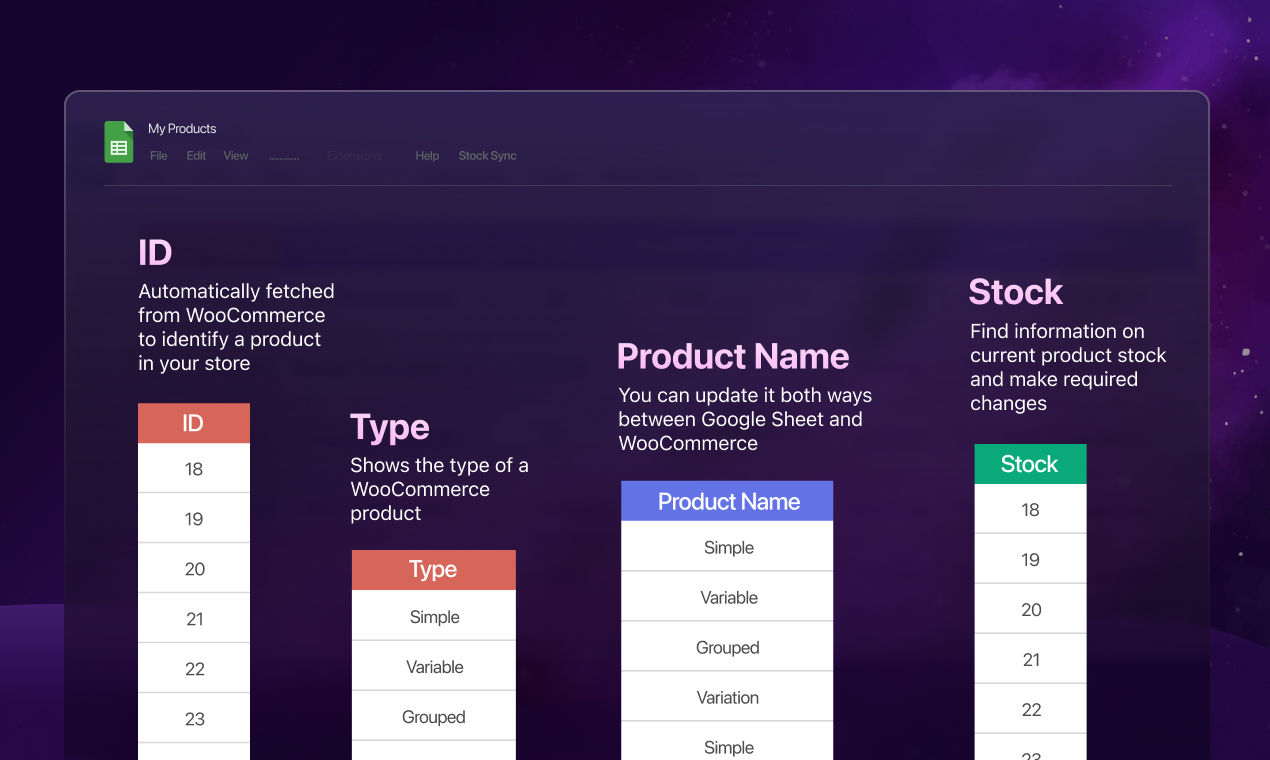 My Products
File Edit View ............ Extensions Help Stock Sync
ID
Automatically fetched
from WooCommerce
to identify a product
in your store
ID
18
19
20
21
22
23
Type
Shows the type of a
WooCommerce
product
Type
Simple
Variable
Grouped
Product Name
You can update it both ways
between Google Sheet and
WooCommerce
Product Name
Simple
Variable
Grouped
Variation
Simple
Stock
Find information on
current product stock
and make required
changes
Stock
18
19
20
21
22
23